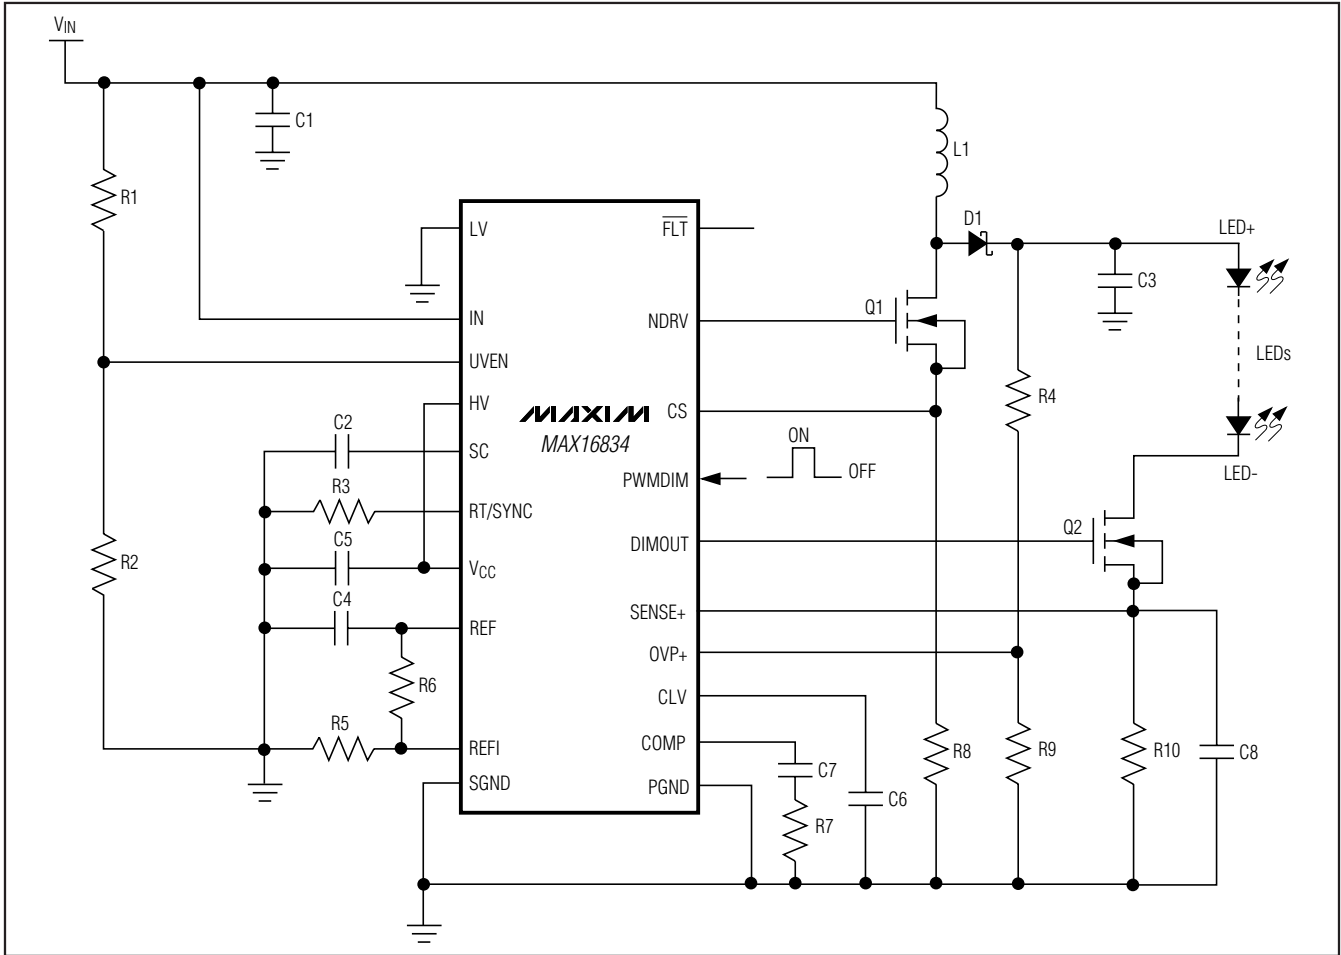 VIN
C1
L1
R1
LV
FLT
D1
LED+
C3
Q1
IN
NDRV
LEDs
UVEN
HV
MAXIM
CS
R4
C2
MAX16834
ON
SC
OFF
PWMDIM
LED-
R3
RT/SYNC
Q2
C5
DIMOUT
R2
VCC
C4
SENSE+
REF
OVP+
R6
CLV
R5
REFI
COMP
R8
R9
R10
C8
C7
SGND
PGND
C6
R7